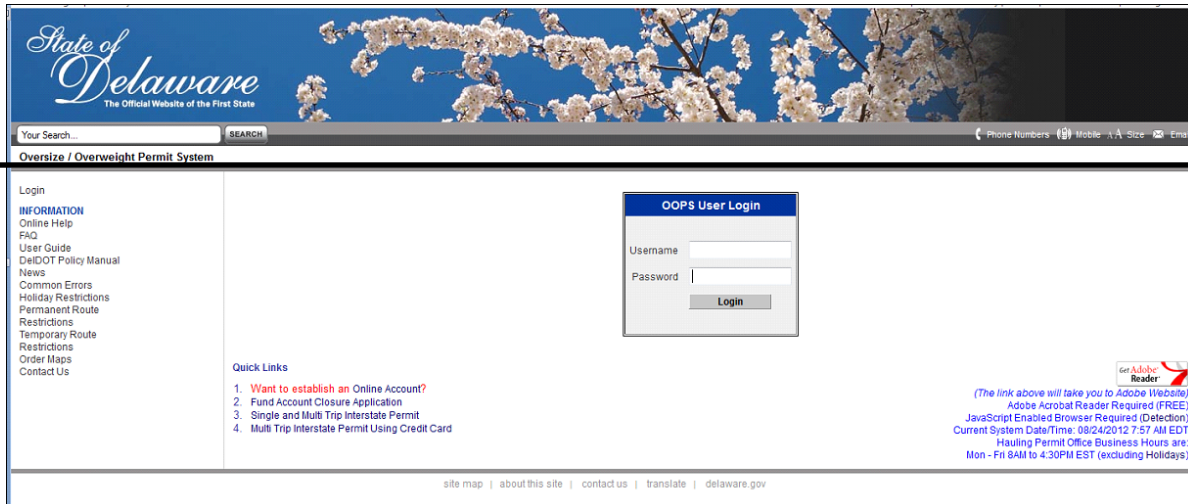 State of
Delaware
The Official Website of the First State
Your Search...
SEARCH
Phone Numbers Mobile AA Size Emai
Oversize / Overweight Permit System
Login
INFORMATION
Online Help
FAQ
User Guide
DelDOT Policy Manual
News
Common Errors
Holiday Restrictions
Permanent Route
Restrictions
Temporary Route
Restrictions
Order Maps
Contact Us
OOPS User Login
Username
Password
Login
Quick Links
1. Want to establish an Online Account?
2. Fund Account Closure Application
3. Single and Multi Trip Interstate Permit
4. Multi Trip Interstate Permit Using Credit Card
Get Adobe
Reader
(The link above will take you to Adobe Website)
Adobe Acrobat Reader Required (FREE)
JavaScript Enabled Browser Required (Detection)
Current System Date/Time: 08/24/2012 7:57 AM EDT
Hauling Permit Office Business Hours are:
Mon - Fri 8AM to 4:30PM EST (excluding Holidays)
site map | about this site | contact us | translate | delaware.gov